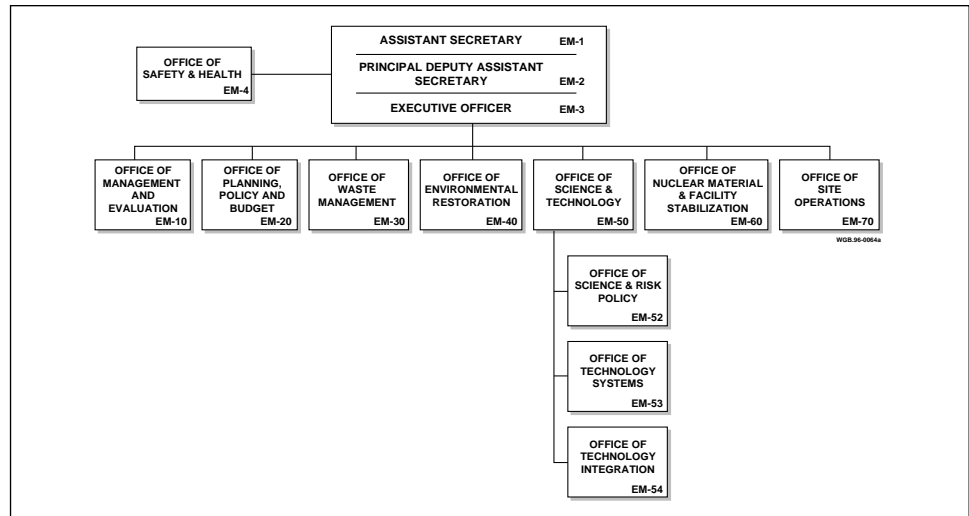 ASSISTANT SECRETARY EM-1
PRINCIPAL DEPUTY ASSISTANT
SECRETARY EM-2
EXECUTIVE OFFICER EM-3
OFFICE OF
SAFETY & HEALTH
EM-4
OFFICE OF
MANAGEMENT
AND
EVALUATION
EM-10
OFFICE OF
PLANNING,
POLICY AND
BUDGET
EM-20
OFFICE OF
WASTE
MANAGEMENT
EM-30
OFFICE OF
ENVIRONMENTAL
RESTORATION
EM-40
OFFICE OF
SCIENCE &
TECHNOLOGY
EM-50
OFFICE OF
NUCLEAR MATERIAL
& FACILITY
STABILIZATION
EM-60
OFFICE OF
SITE
OPERATIONS
EM-70
WGB.96-0064a
OFFICE OF
SCIENCE & RISK
POLICY
EM-52
OFFICE OF
TECHNOLOGY
SYSTEMS
EM-53
OFFICE OF
TECHNOLOGY
INTEGRATION
EM-54